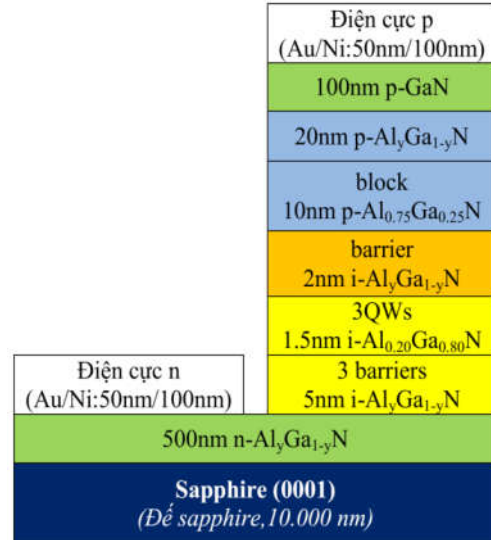 Điện cực p
(Au/Ni:50nm/100nm)
100nm p-GaN
20nm p-AlyGa1-yN
block
10nm p-Al0.75Ga0.25N
barrier
2nm i-AlyGa1-yN
3QWs
1.5nm i-Al0.20Ga0.80N
3 barriers
5nm i-AlyGa1-yN
Điện cực n
(Au/Ni:50nm/100nm)
500nm n-AlyGa1-yN
Sapphire (0001)
(Đế sapphire,10.000 nm)